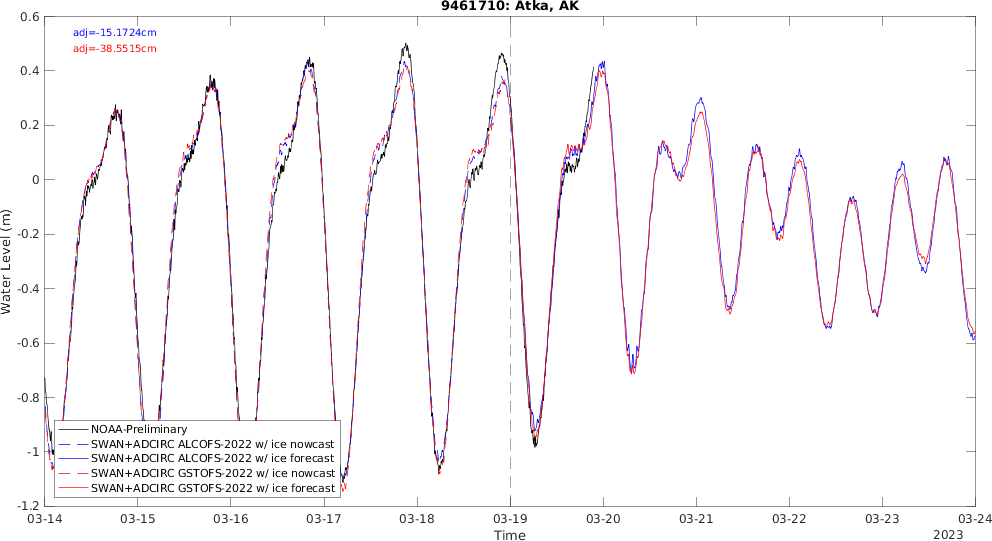 9461710: Atka, AK
adj=-15.1724cm
adj=-38.5515cm
Water Level (m)
0.6
0.4
0.2
0
-0.2
-0.4
-0.6
-0.8
-1
-1.2
NOAA-Preliminary
SWAN+ADCIRC ALCOFS-2022 w/ ice nowcast
SWAN+ADCIRC ALCOFS-2022 w/ ice forecast
SWAN+ADCIRC GSTOFS-2022 w/ ice nowcast
SWAN+ADCIRC GSTOFS-2022 w/ ice forecast
03-14 03-15 03-16 03-17 03-18 03-19 03-20 03-21 03-22 03-23 03-24
Time
2023